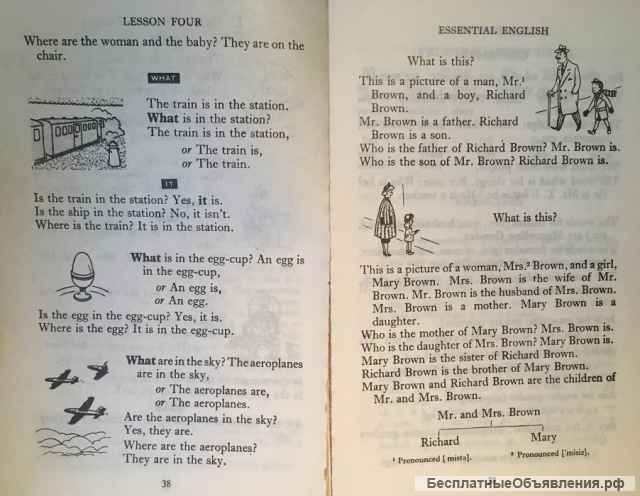 LESSON FOUR
Where are the woman and the baby? They are on the
chair.
WHAT
The train is in the station.
What is in the station?
The train is in the station,
or The train is,
or The train.
IT
Is the train in the station? Yes, it is.
Is the ship in the station? No, it isn't.
Where is the train? It is in the station.
What is in the egg-cup? An egg is
in the egg-cup,
or An egg is,
or An egg.
Is the egg in the egg-cup? Yes, it is.
Where is the egg? It is in the egg-cup.
What are in the sky? The aeroplanes
are in the sky,
or The aeroplanes are,
or The aeroplanes.
Are the aeroplanes in the sky?
Yes, they are.
Where are the aeroplanes?
They are in the sky.
38
ESSENTIAL ENGLISH
What is this?
This is a picture of a man, Mr.¹
Brown, and a boy, Richard
Brown.
Mr. Brown is a father. Richard
Brown is a son.
Who is the father of Richard Brown? Mr. Brown is.
Who is the son of Mr. Brown? Richard Brown is.
What is this?
This is a picture of a woman, Mrs.² Brown, and a girl,
Mary Brown. Mrs. Brown is the wife of Mr.
Brown. Mr. Brown is the husband of Mrs. Brown.
Mrs. Brown is a mother. Mary Brown is a
daughter.
Who is the mother of Mary Brown? Mrs. Brown is.
Who is the daughter of Mrs. Brown? Mary Brown is.
Mary Brown is the sister of Richard Brown.
Richard Brown is the brother of Mary Brown.
Mary Brown and Richard Brown are the children of
Mr. and Mrs. Brown.
Mr. and Mrs. Brown
Richard Mary
¹ Pronounced [ˈmistə]. ² Pronounced [ˈmisiz].
БесплатныеОбъявления.рф